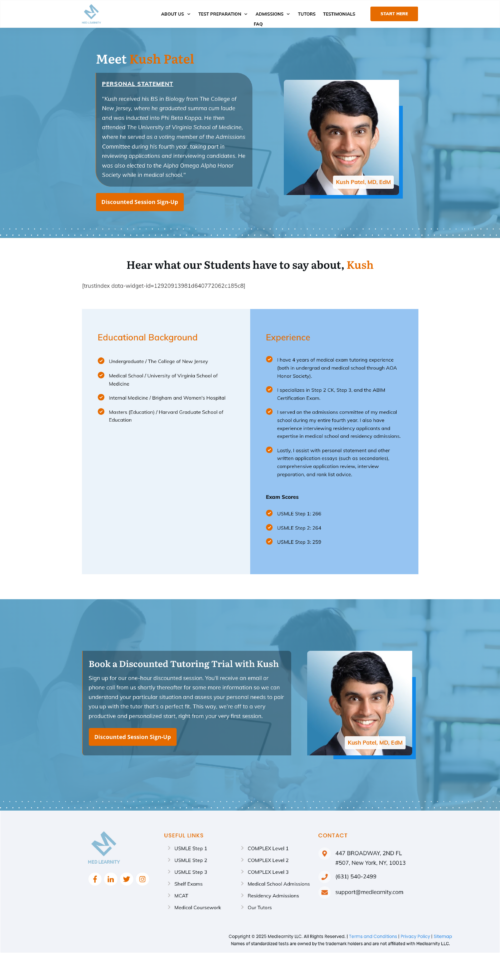 ABOUT US
TEST PREPARATION
ADMISSIONS
TUTORS
TESTIMONIALS
FAQ
START HERE
MED LEARNITY
Meet Kush Patel
PERSONAL STATEMENT
"Kush received his BS in Biology from The College of
New Jersey, where he graduated summa cum laude
and was inducted into Phi Beta Kappa. He then
attended The University of Virginia School of Medicine,
where he served as a voting member of the Admissions
Committee during his fourth year, taking part in
reviewing applications and interviewing candidates. He
was also elected to the Alpha Omega Alpha Honor
Society while in medical school."
Discounted Session Sign-Up
Kush Patel, MD, EdM
Hear what our Students have to say about, Kush
[trustindex data-widget-id=12920913981d640772082c185d8]
Educational Background
Undergraduate / The College of New Jersey
Medical School / University of Virginia School of
Medicine
Internal Medicine / Brigham and Women's Hospital
Masters (Education) / Harvard Graduate School of
Education
Experience
I have 4 years of medical exam tutoring experience
(both in undergrad and medical school through AOA
Honor Society).
I specialize in Step 2 CK, Step 3, and the ABIM
Certification Exam.
I served on the admissions committee of my medical
school during my entire fourth year. I also have
experience interviewing residency applicants and
expertise in medical school and residency admissions.
Lastly, I assist with personal statement and other
written application essays (such as secondaries),
comprehensive application review, interview
preparation, and rank list advice.
Exam Scores
USMLE Step 1: 266
USMLE Step 2: 264
USMLE Step 3: 259
Book a Discounted Tutoring Trial with Kush
Sign up for our one-hour discounted session. You'll receive an email or
phone call from us shortly thereafter for some more information so we can
understand your particular situation and assess your personal needs to pair
you up with the tutor that's a perfect fit. This way, we're off to a very
productive and personalized start, right from your very first session.
Discounted Session Sign-Up
Kush Patel, MD, EdM
MED LEARNITY
USEFUL LINKS
USMLE Step 1
USMLE Step 2
USMLE Step 3
Shelf Exams
MCAT
Medical Coursework
COMPLEX Level 1
COMPLEX Level 2
COMPLEX Level 3
Medical School Admissions
Residency Admissions
Our Tutors
CONTACT
447 BROADWAY, 2ND FL
#507, New York, NY, 10013
(631) 540-2489
support@medlearnity.com
Copyright © 2025 Medlearnity LLC. All Rights Reserved. | Terms and Conditions | Privacy Policy | Sitemap
Names of standardized tests are owned by the trademark holders and are not affiliated with Medlearnity LLC.